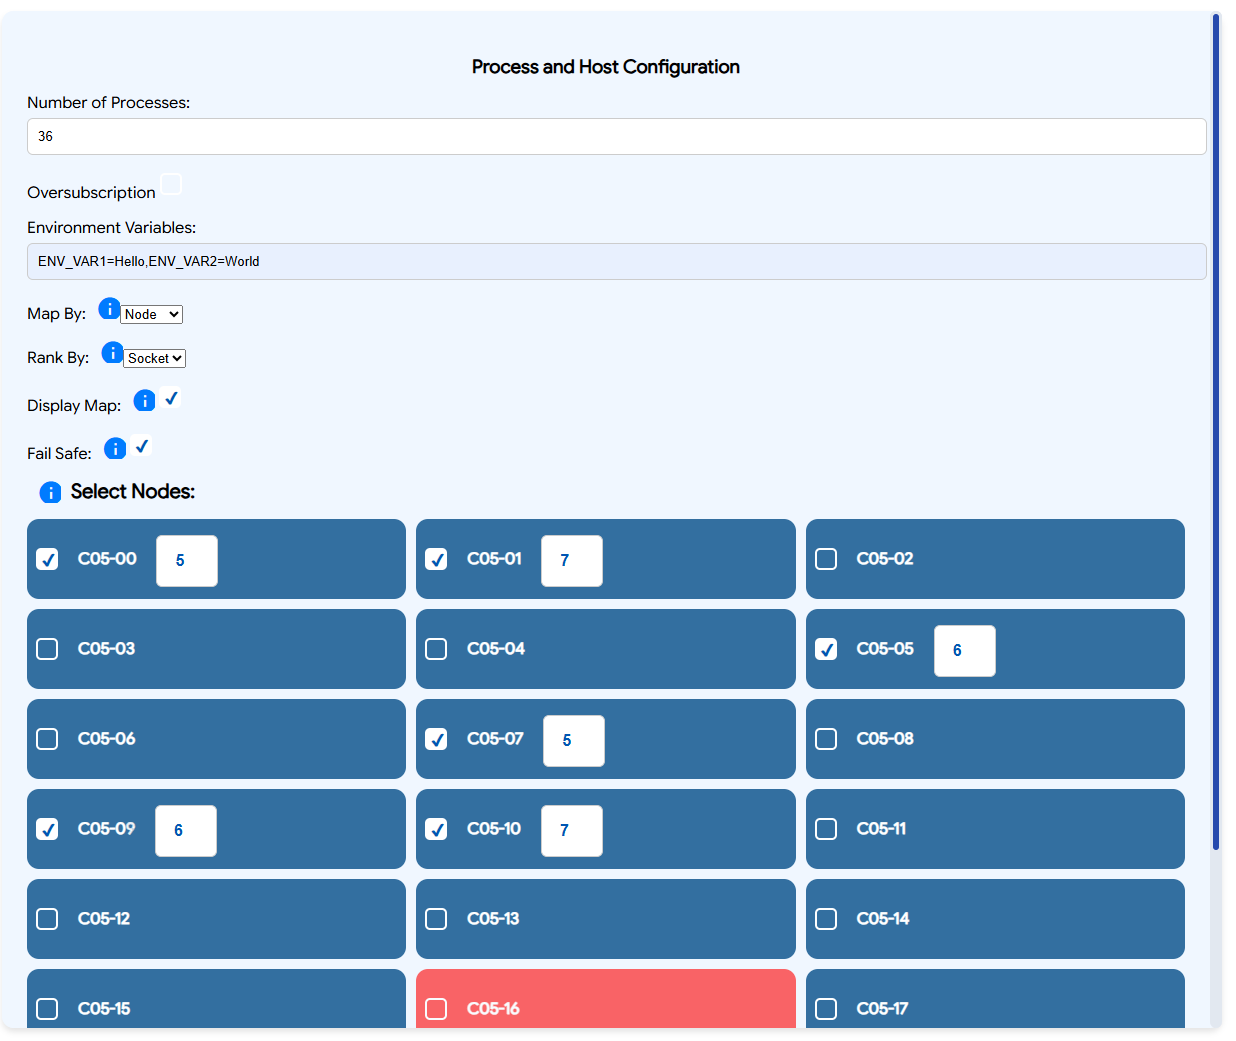 Process and Host Configuration
Number of Processes:
36
Oversubscription
Environment Variables:
ENV_VAR1=Hello,ENV_VAR2=World
Map By: i Node
Rank By: i Socket
Display Map: i
Fail Safe: i
i Select Nodes:
C05-00 5 C05-01 7 C05-02
C05-03 C05-04 C05-05 6
C05-06 C05-07 5 C05-08
C05-09 6 C05-10 7 C05-11
C05-12 C05-13 C05-14
C05-15 C05-16 C05-17